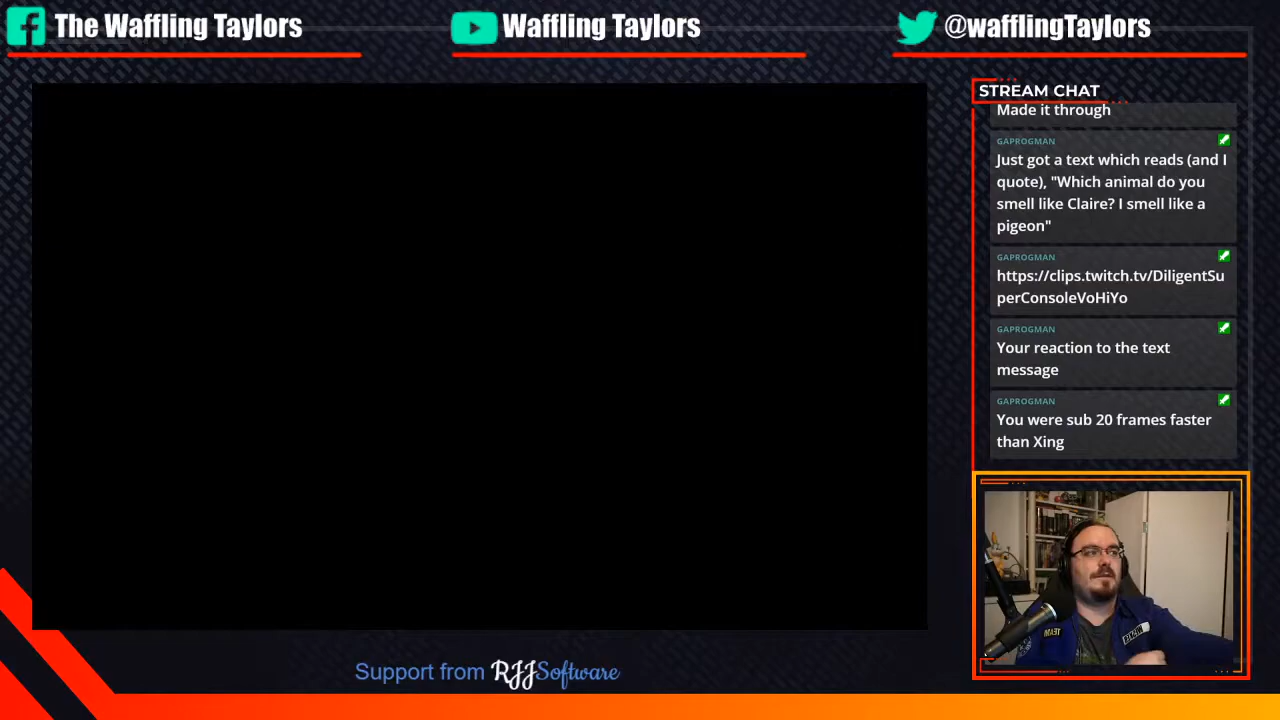 The Waffling Taylors
Waffling Taylors
@wafflingTaylors
STREAM CHAT
Made it through
GAPROGMAN
Just got a text which reads (and I
quote), "Which animal do you
smell like Claire? I smell like a
pigeon"
GAPROGMAN
https://clips.twitch.tv/DiligentSu
perConsoleVoHiYo
GAPROGMAN
Your reaction to the text
message
GAPROGMAN
You were sub 20 frames faster
than Xing
Support from RJJSoftware